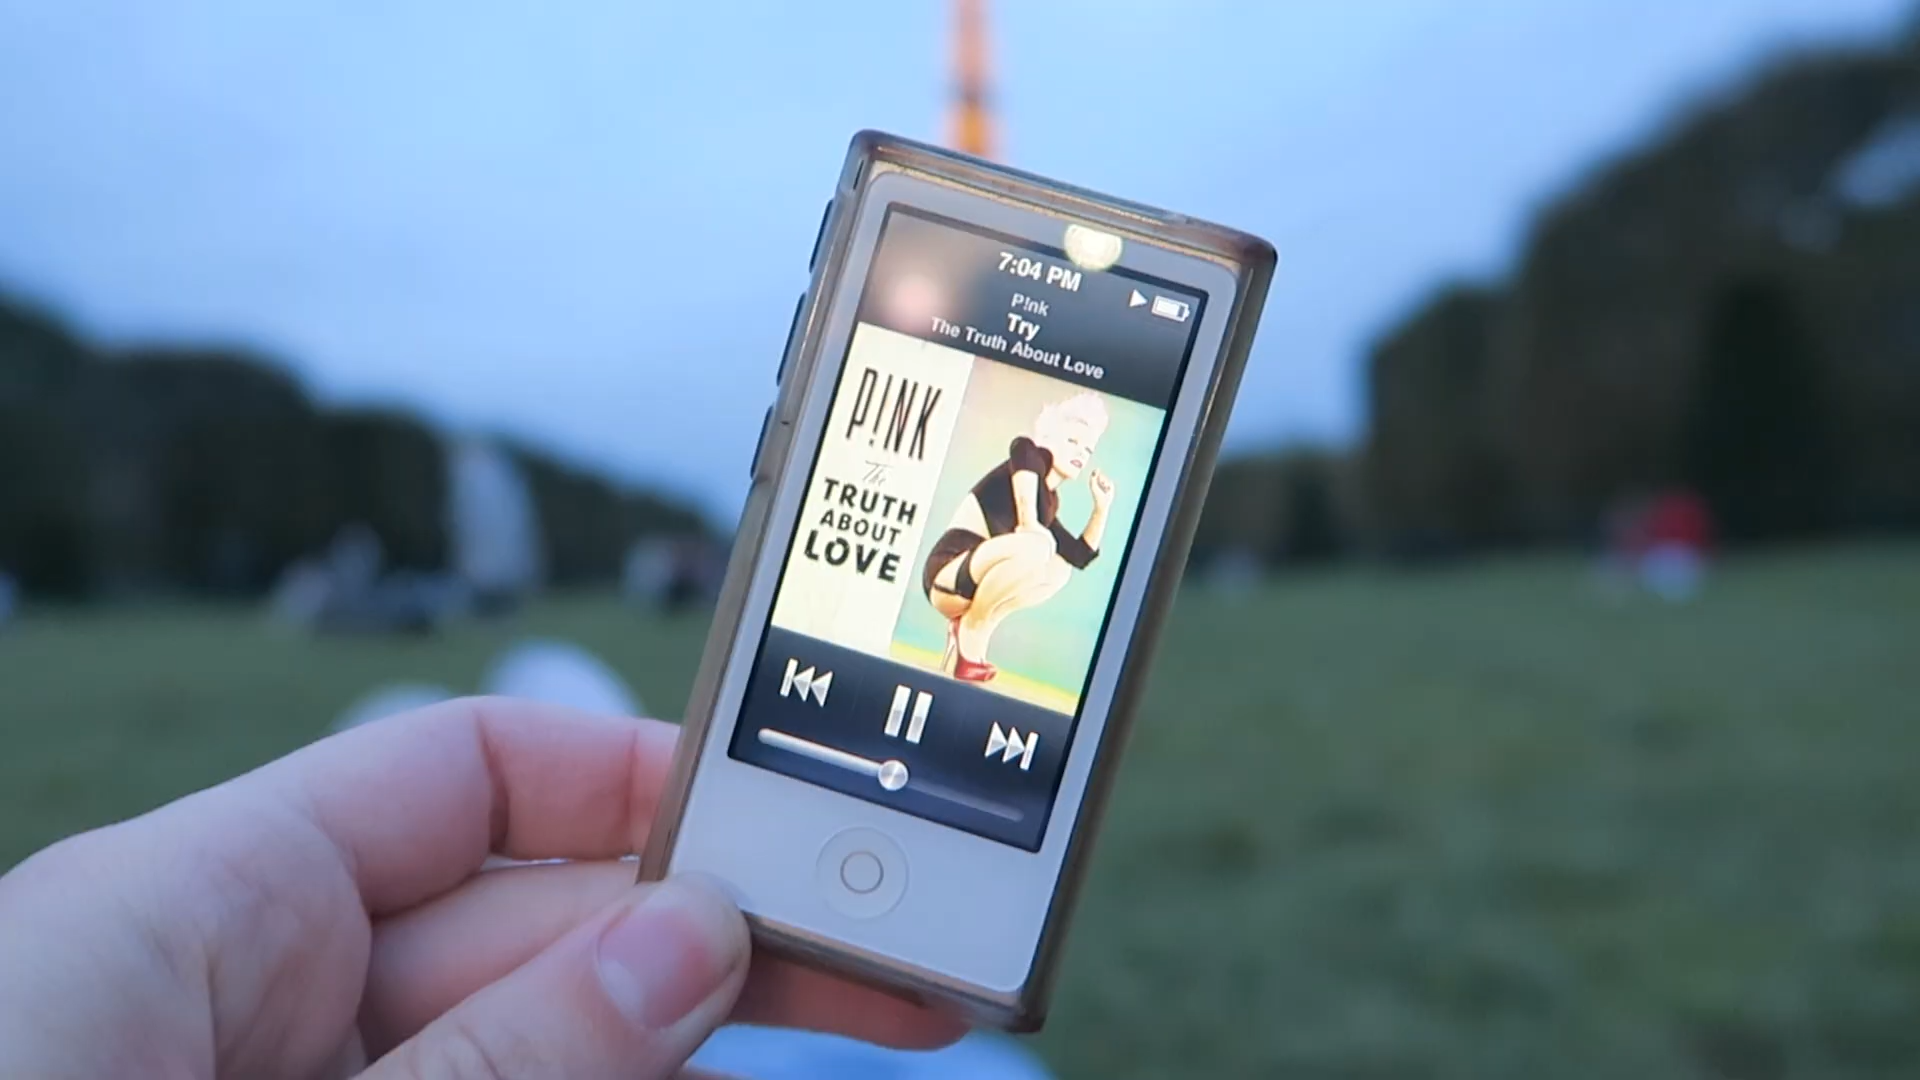 7:04 PM
P!nk
Try
The Truth About Love
P!NK
The
TRUTH
ABOUT
LOVE